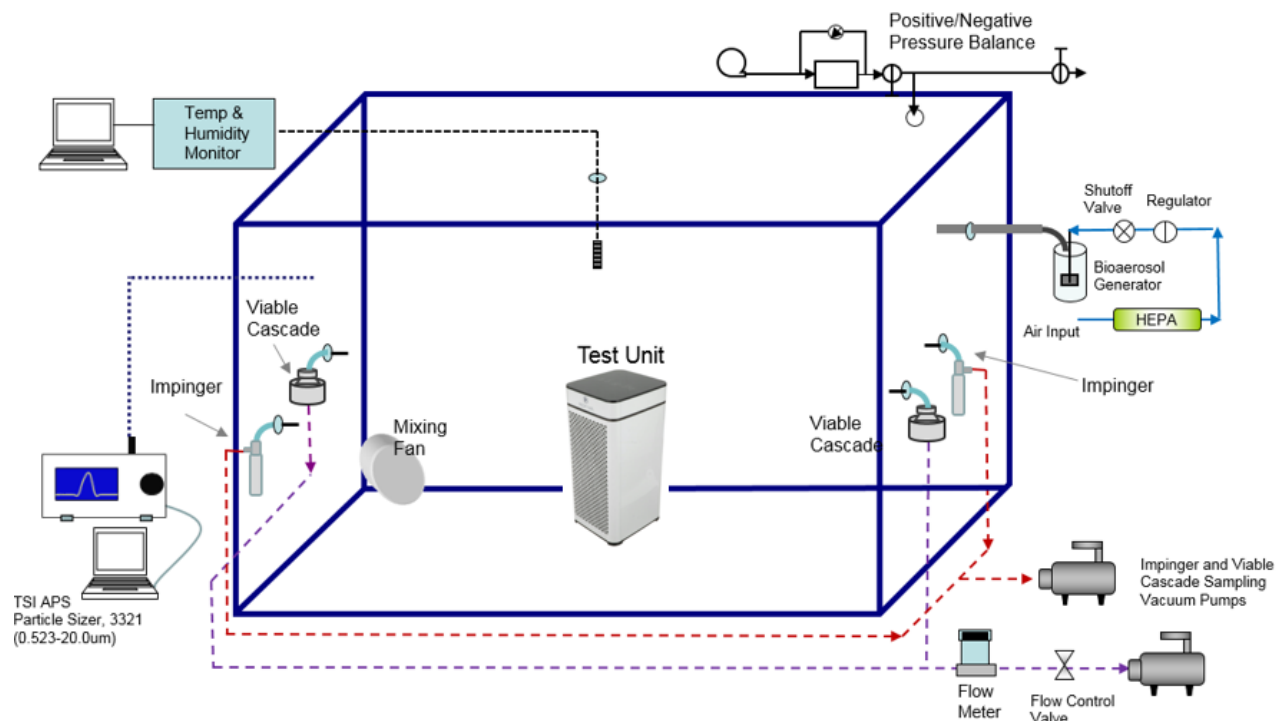 Positive/Negative
Pressure Balance
Temp &
Humidity
Monitor
Shutoff
Valve
Regulator
Bioaerosol
Generator
Air Input
HEPA
Viable
Cascade
Impinger
Test Unit
Mixing
Fan
Impinger
Viable
Cascade
TSI APS
Particle Sizer, 3321
(0.523-20.0um)
Impinger and Viable
Cascade Sampling
Vacuum Pumps
Flow
Meter
Flow Control
Valve